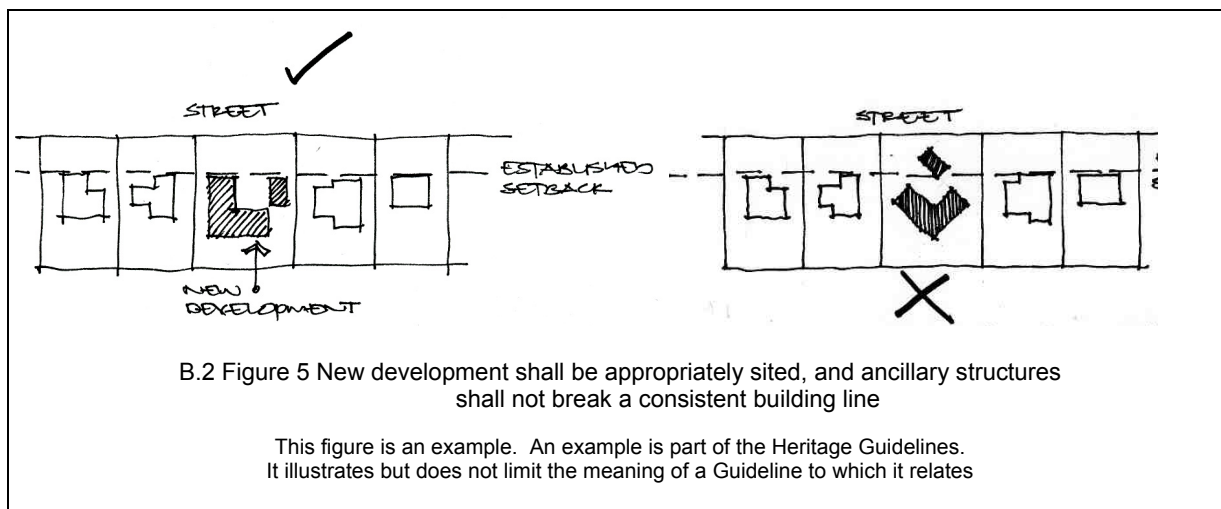 STREET
ESTABLISHED
SETBACK
NEW
DEVELOPMENT
STREET
B.2 Figure 5 New development shall be appropriately sited, and ancillary structures
shall not break a consistent building line
This figure is an example.  An example is part of the Heritage Guidelines.
It illustrates but does not limit the meaning of a Guideline to which it relates